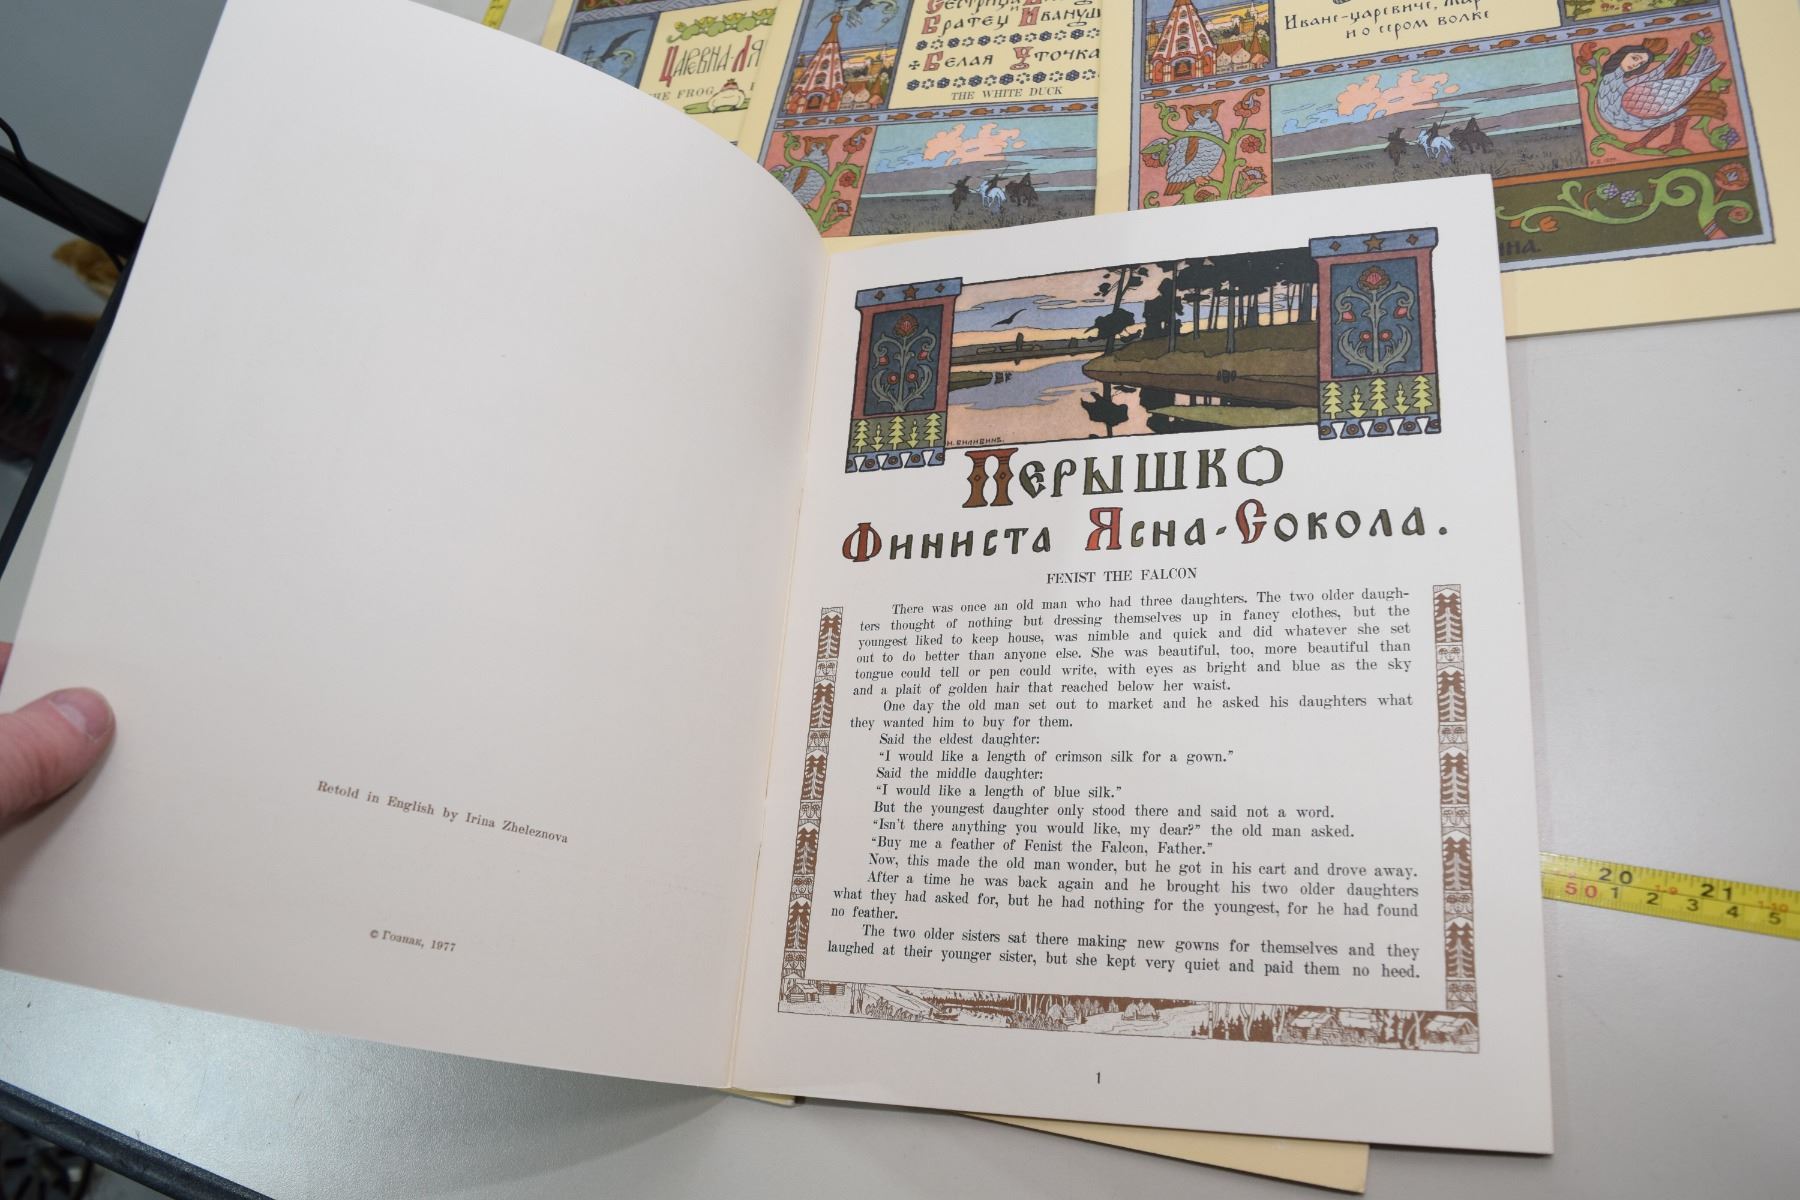 Царевна-Ля
HE FROG
Братец и Иванушк
Белая Уточка
THE WHITE DUCK
Иване-царевиче,
и о сером волке
И. БИЛИБИНЪ.
Перышко
Финиста Ясна-Сокола.
FENIST THE FALCON
There was once an old man who had three daughters. The two older daugh-
ters thought of nothing but dressing themselves up in fancy clothes, but the
youngest liked to keep house, was nimble and quick and did whatever she set
out to do better than anyone else. She was beautiful, too, more beautiful than
tongue could tell or pen could write, with eyes as bright and blue as the sky
and a plait of golden hair that reached below her waist.
One day the old man set out to market and he asked his daughters what
they wanted him to buy for them.
Said the eldest daughter:
“I would like a length of crimson silk for a gown.”
Said the middle daughter:
“I would like a length of blue silk.”
But the youngest daughter only stood there and said not a word.
“Isn't there anything you would like, my dear?” the old man asked.
“Buy me a feather of Fenist the Falcon, Father.”
Now, this made the old man wonder, but he got in his cart and drove away.
After a time he was back again and he brought his two older daughters
what they had asked for, but he had nothing for the youngest, for he had found
no feather.
The two older sisters sat there making new gowns for themselves and they
laughed at their younger sister, but she kept very quiet and paid them no heed.
1
Retold in English by Irina Zheleznova
© Гознак, 1977
20 21
50 1 2 3 4 5